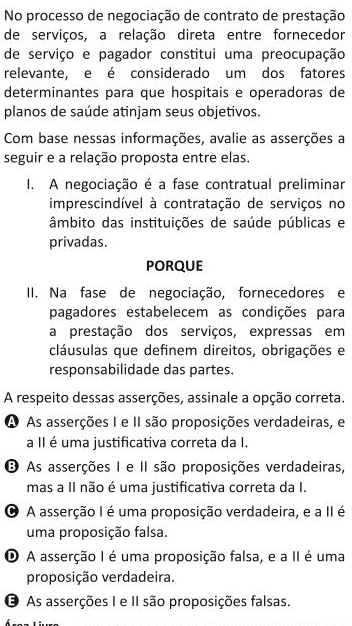 No processo de negociação de contrato de prestação
de serviços, a relação direta entre fornecedor
de serviço e pagador constitui uma preocupação
relevante, e é considerado um dos fatores
determinantes para que hospitais e operadoras de
planos de saúde atinjam seus objetivos.
Com base nessas informações, avalie as asserções a
seguir e a relação proposta entre elas.
I. A negociação é a fase contratual preliminar
imprescindível à contratação de serviços no
âmbito das instituições de saúde públicas e
privadas.
PORQUE
II. Na fase de negociação, fornecedores e
pagadores estabelecem as condições para
a prestação dos serviços, expressas em
cláusulas que definem direitos, obrigações e
responsabilidade das partes.
A respeito dessas asserções, assinale a opção correta.
A As asserções I e II são proposições verdadeiras, e
a II é uma justificativa correta da I.
B As asserções I e II são proposições verdadeiras,
mas a II não é uma justificativa correta da I.
C A asserção I é uma proposição verdadeira, e a II é
uma proposição falsa.
D A asserção I é uma proposição falsa, e a II é uma
proposição verdadeira.
E As asserções I e II são proposições falsas.
Área Livre